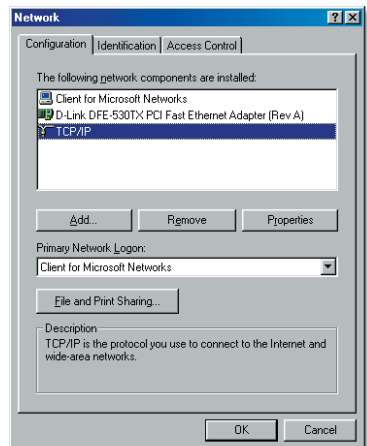 Network
Configuration Identification Access Control
The following network components are installed:
Client for Microsoft Networks
D-Link DFE-530TX PCI Fast Ethernet Adapter (Rev A)
TCP/IP
Add... Remove Properties
Primary Network Logon:
Client for Microsoft Networks
File and Print Sharing...
Description
TCP/IP is the protocol you use to connect to the Internet and
wide-area networks.
OK Cancel